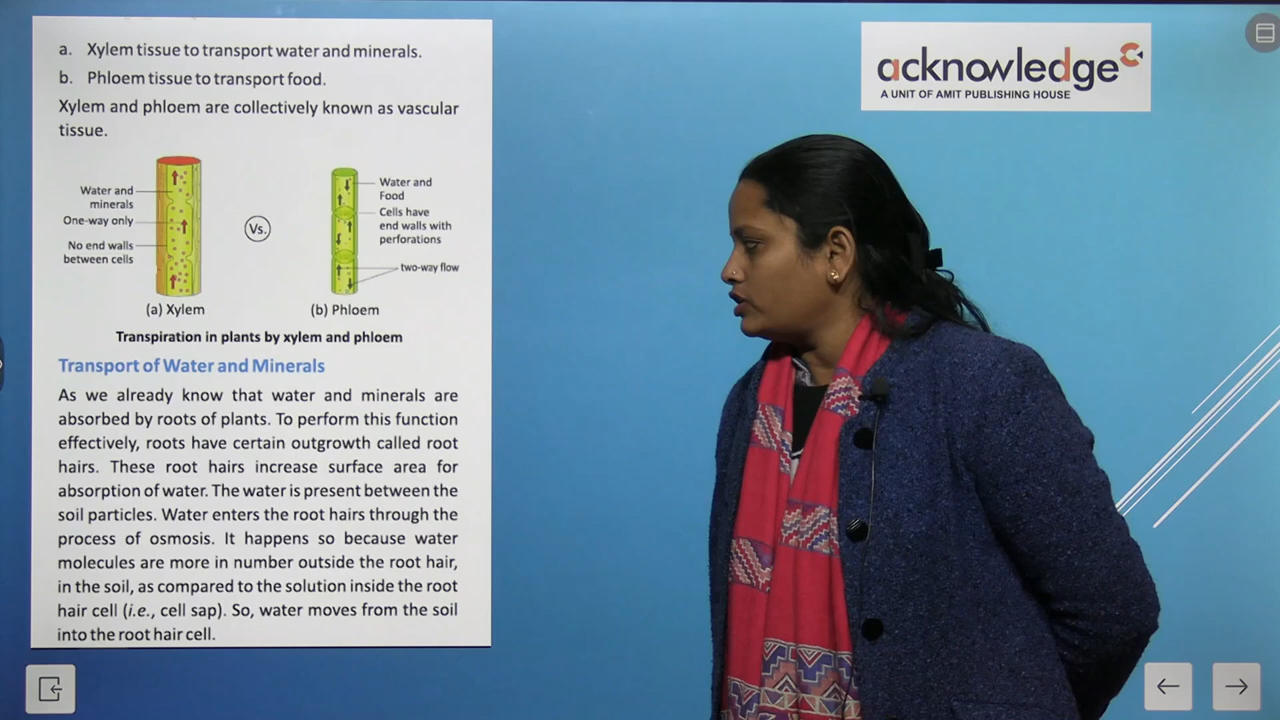 a. Xylem tissue to transport water and minerals.
b. Phloem tissue to transport food.
Xylem and phloem are collectively known as vascular
tissue.
Water and
minerals
One-way only
No end walls
between cells
(a) Xylem
Vs.
Water and
Food
Cells have
end walls with
perforations
two-way flow
(b) Phloem
Transpiration in plants by xylem and phloem
Transport of Water and Minerals
As we already know that water and minerals are
absorbed by roots of plants. To perform this function
effectively, roots have certain outgrowth called root
hairs. These root hairs increase surface area for
absorption of water. The water is present between the
soil particles. Water enters the root hairs through the
process of osmosis. It happens so because water
molecules are more in number outside the root hair,
in the soil, as compared to the solution inside the root
hair cell (i.e., cell sap). So, water moves from the soil
into the root hair cell.
acknowledge
A UNIT OF AMIT PUBLISHING HOUSE